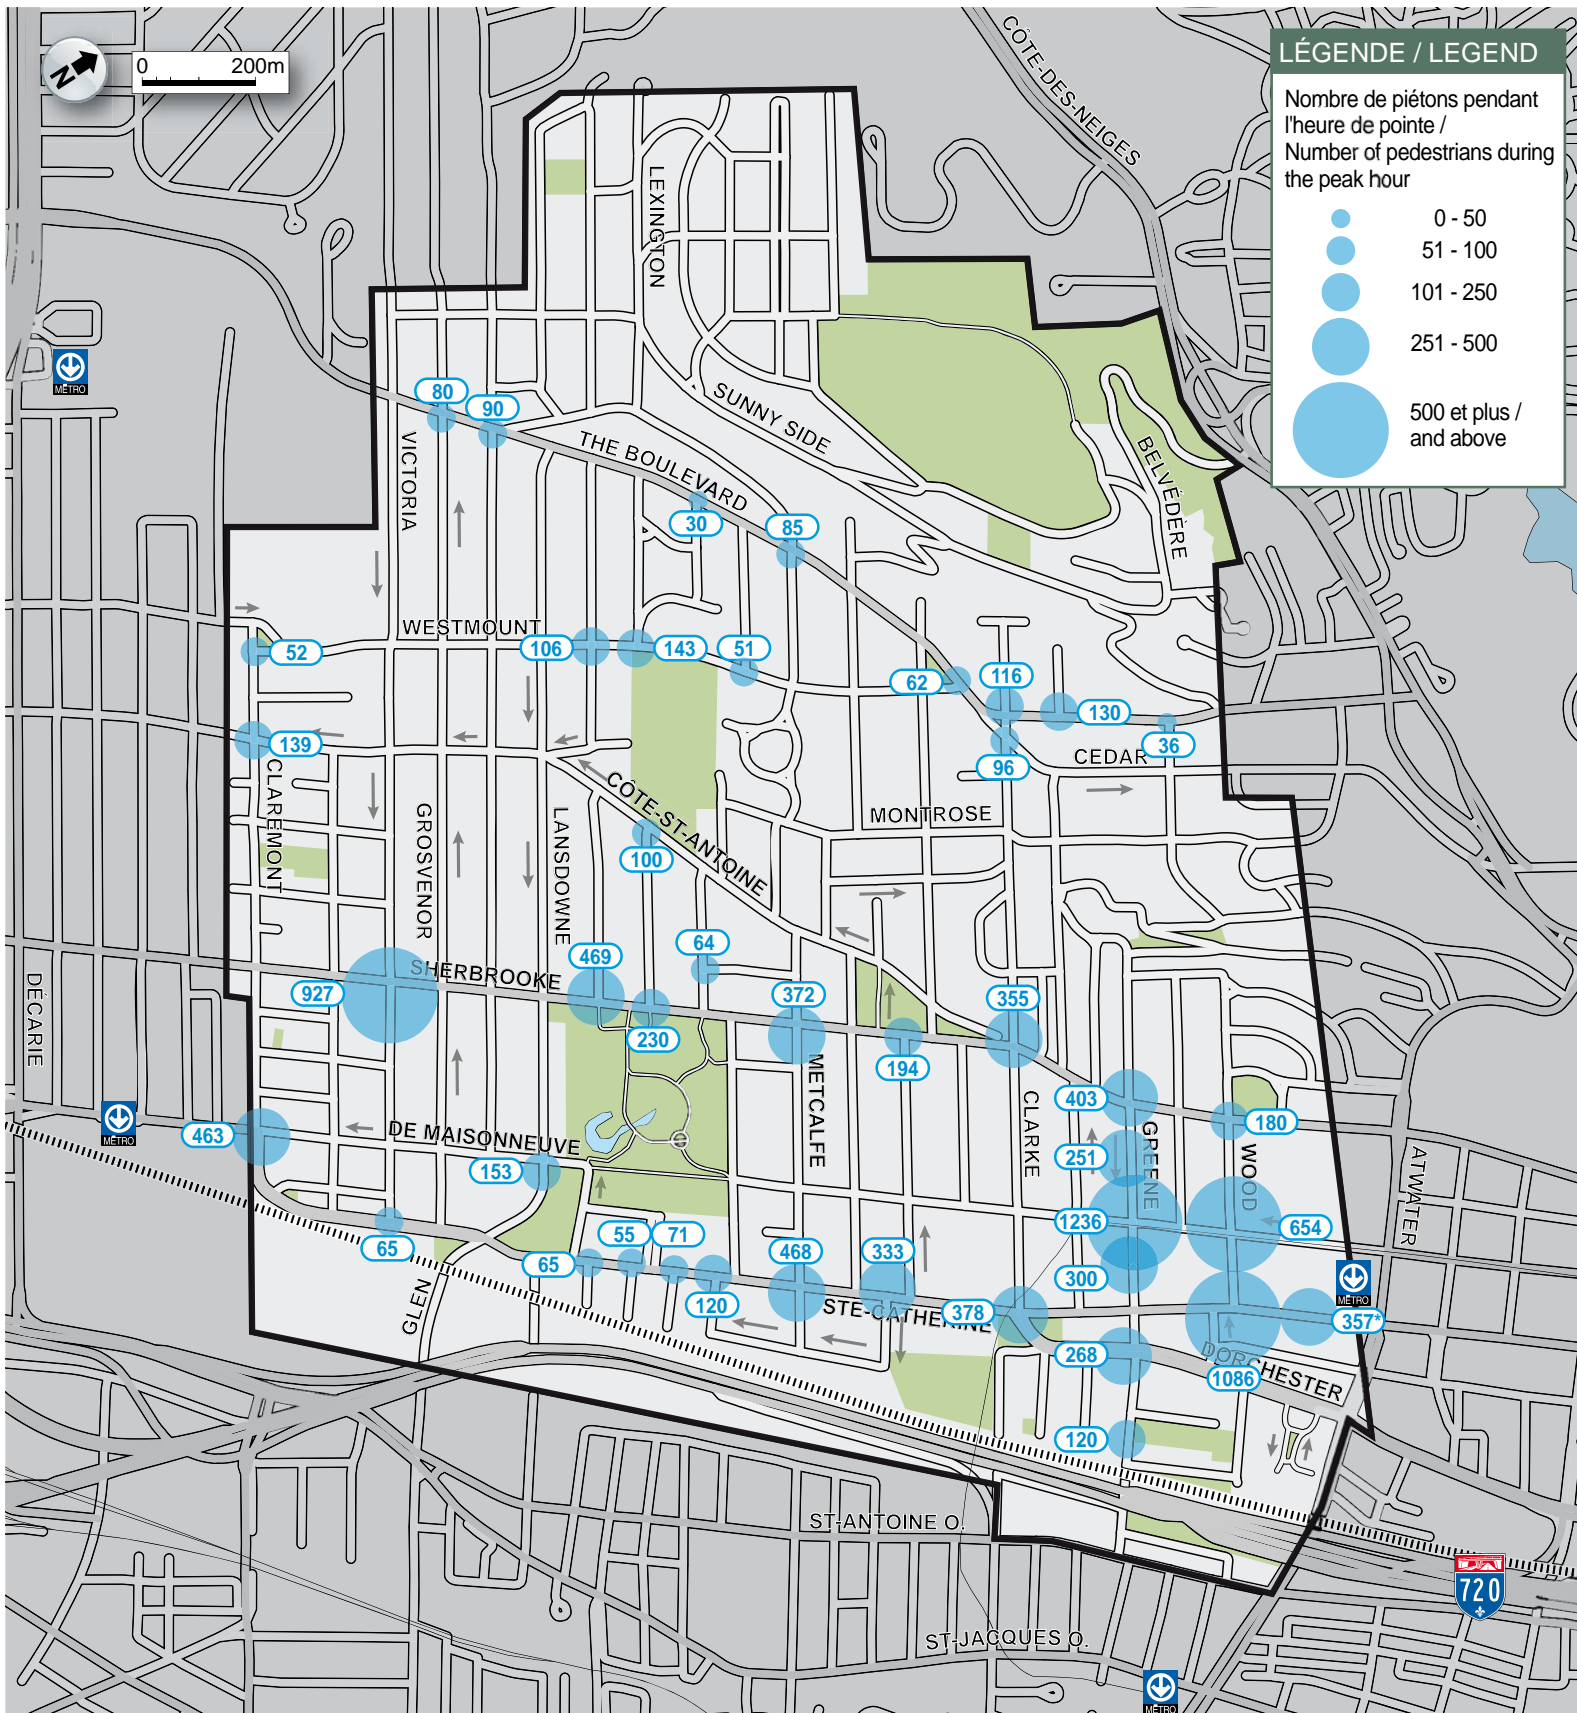 N
0 200m
LÉGENDE / LEGEND
Nombre de piétons pendant
l'heure de pointe /
Number of pedestrians during
the peak hour
0 - 50
51 - 100
101 - 250
251 - 500
500 et plus /
and above
CÔTE-DES-NEIGES
LEXINGTON
MÉTRO
80
90
VICTORIA
SUNNY SIDE
THE BOULEVARD
BELVÉDÈRE
30
85
WESTMOUNT
52
106
143
51
62
116
130
36
139
96
CEDAR
CLAREMONT
GROSVENOR
LANSDOWNE
CÔTE-ST-ANTOINE
MONTROSE
100
64
469
SHERBROOKE
927
230
372
355
194
DÉCARIE
METCALFE
CLARKE
403
180
GREENE
WOOD
ATWATER
MÉTRO
463
DE MAISONNEUVE
153
251
1236
654
65
55
71
65
120
468
333
300
GLEN
STE-CATHERINE
378
MÉTRO
357*
268
DORCHESTER
1086
120
ST-ANTOINE O.
720
ST-JACQUES O.
MÉTRO